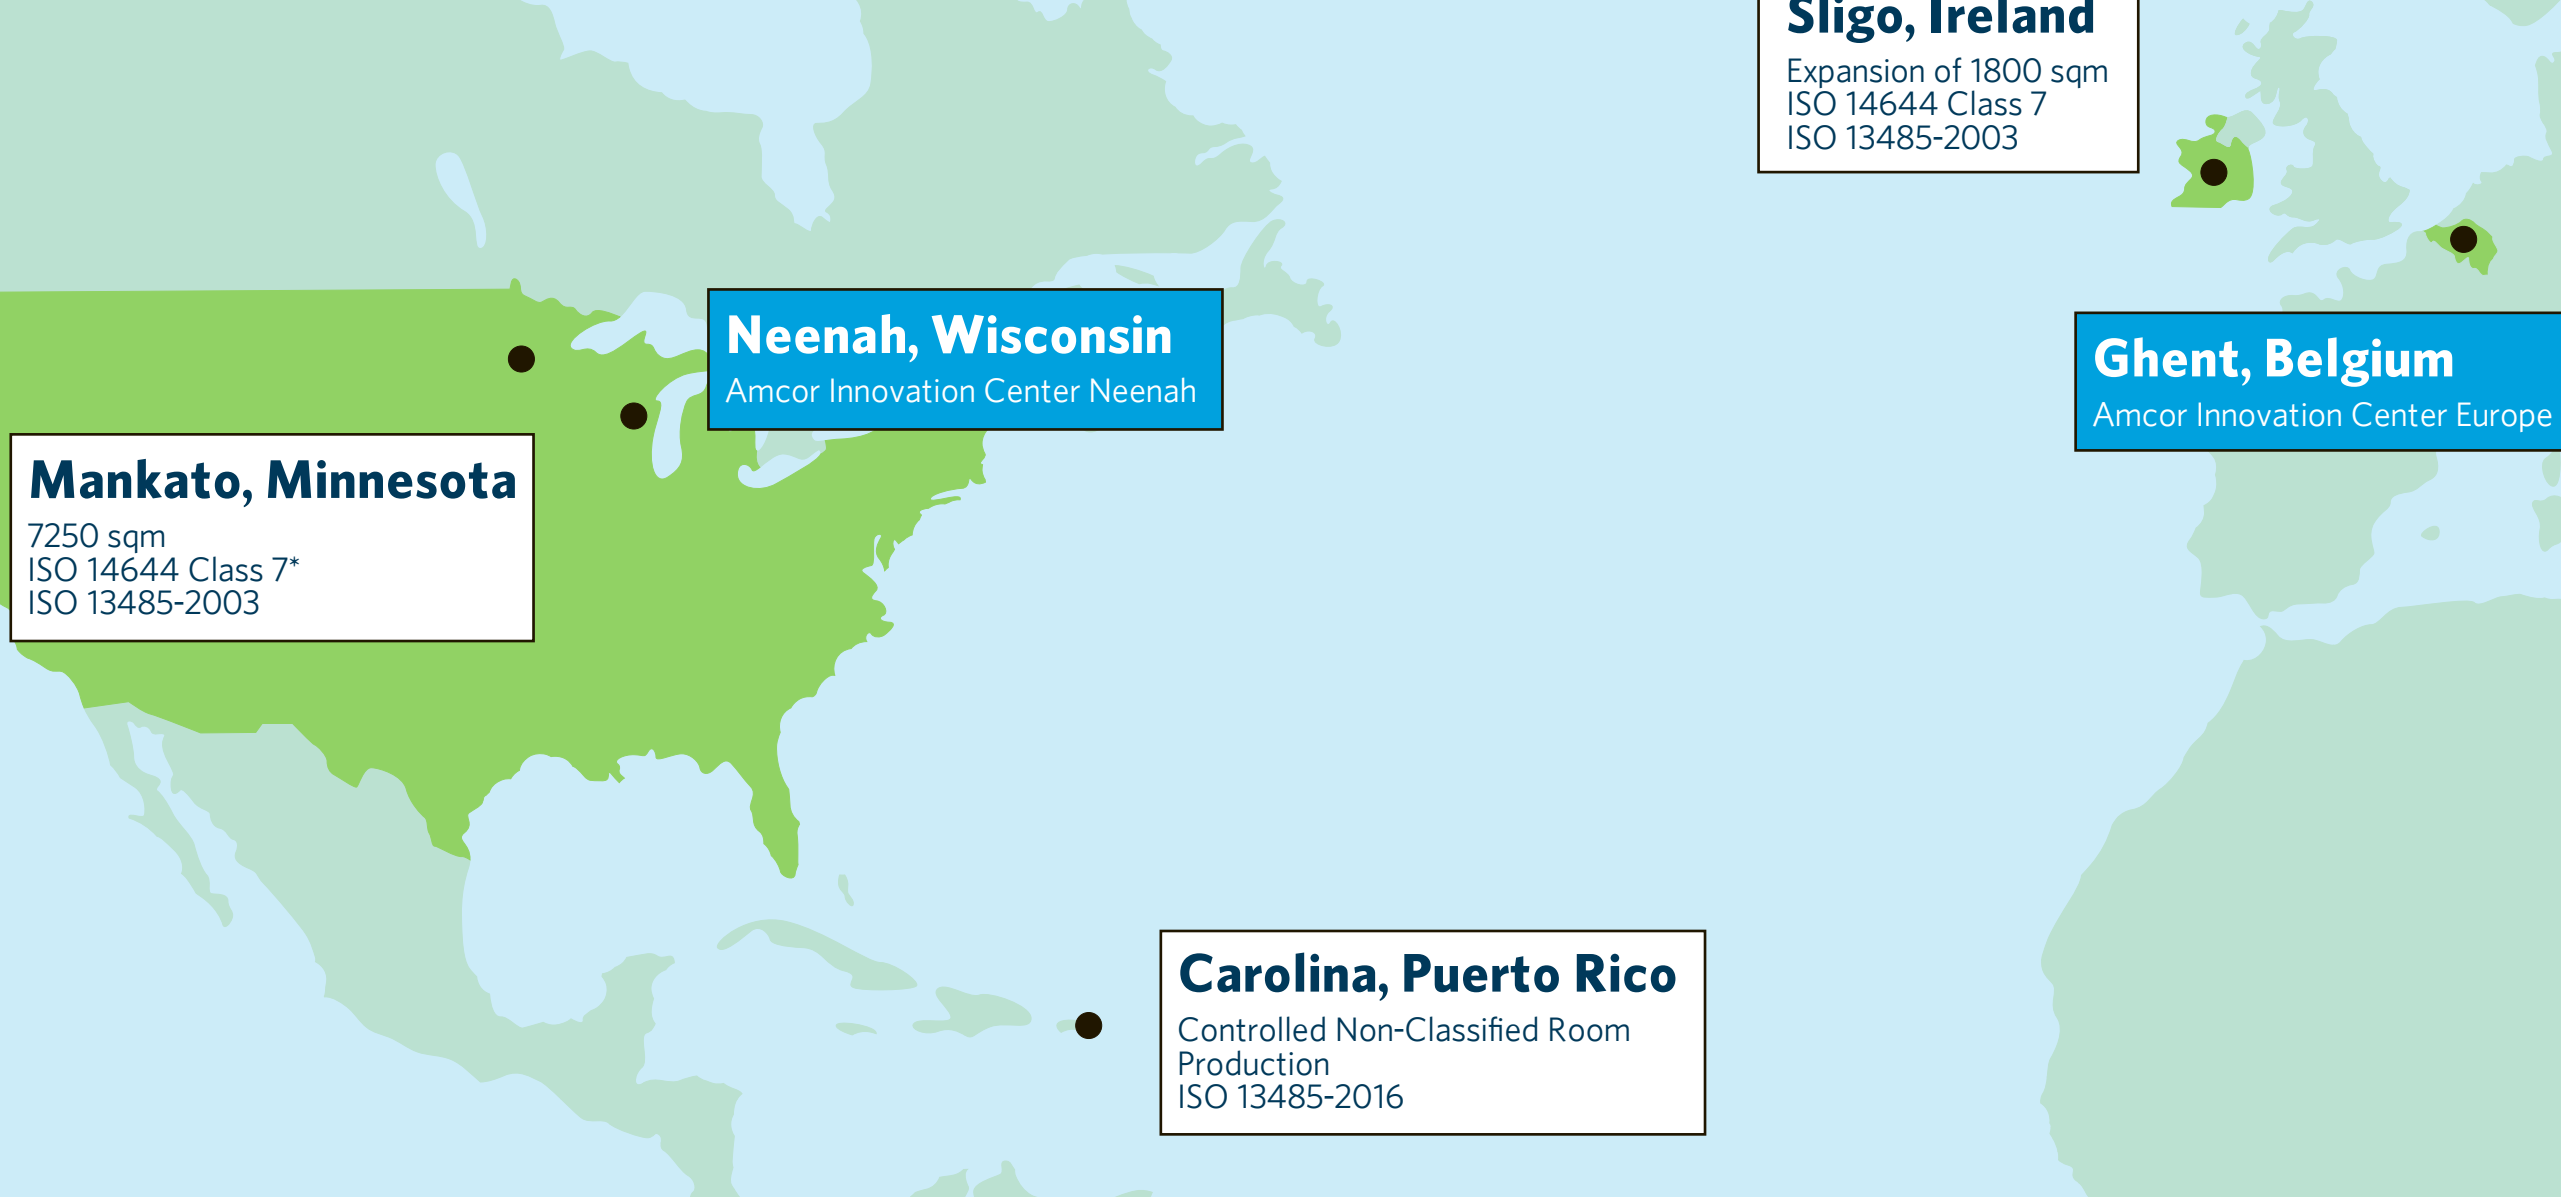 Sligo, Ireland
Expansion of 1800 sqm
ISO 14644 Class 7
ISO 13485-2003
Neenah, Wisconsin
Amcor Innovation Center Neenah
Ghent, Belgium
Amcor Innovation Center Europe
Mankato, Minnesota
7250 sqm
ISO 14644 Class 7*
ISO 13485-2003
Carolina, Puerto Rico
Controlled Non-Classified Room
Production
ISO 13485-2016